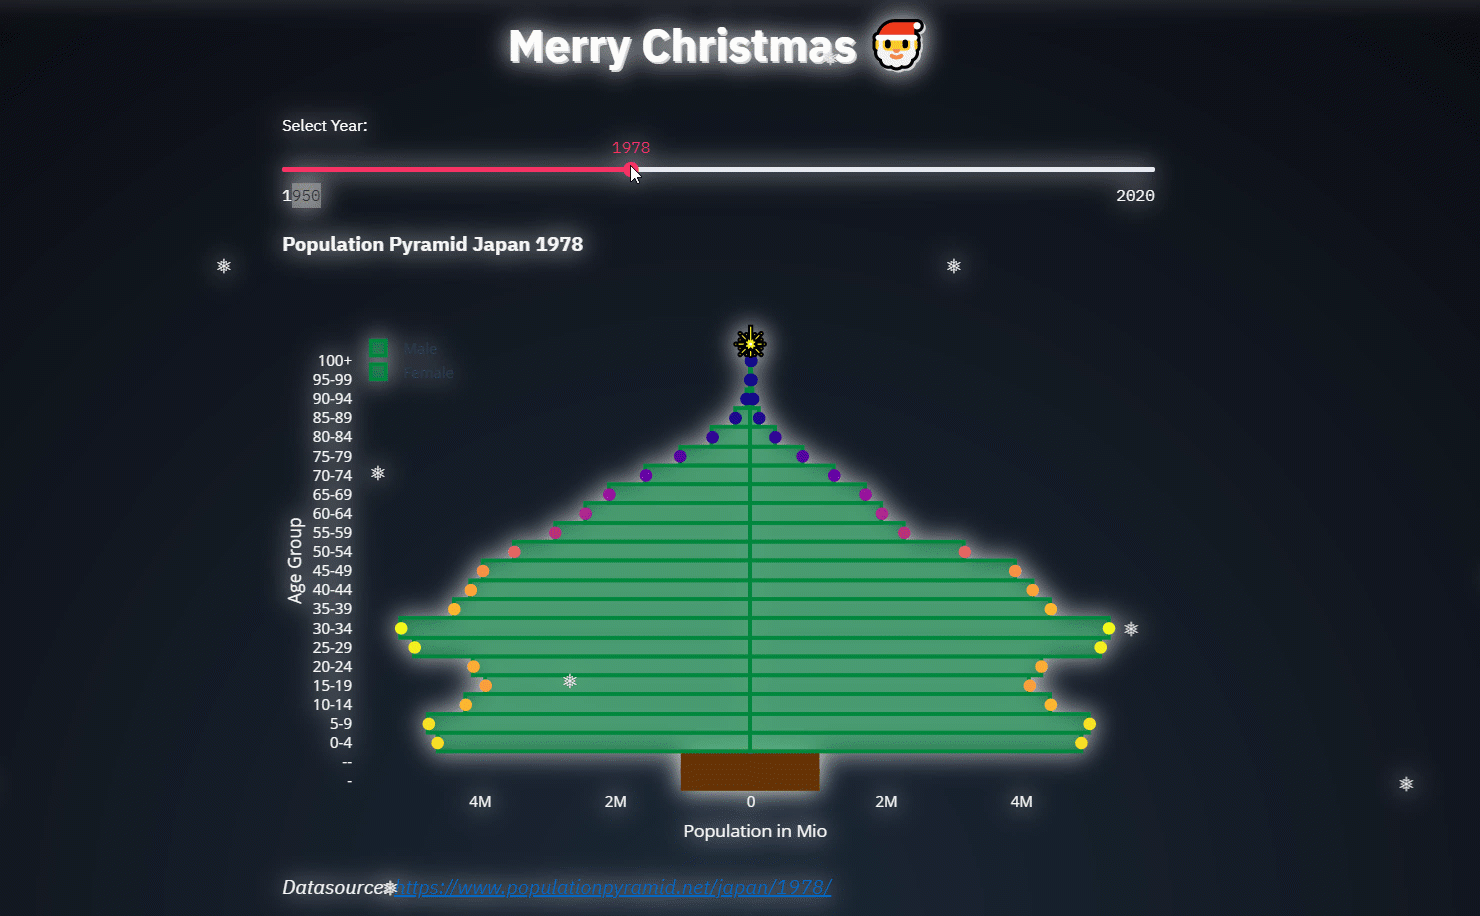 Merry Christmas
Select Year:
1978
1950
2020
Population Pyramid Japan 1978
Male
Female
100+
95-99
90-94
85-89
80-84
75-79
70-74
65-69
60-64
55-59
50-54
45-49
40-44
35-39
30-34
25-29
20-24
15-19
10-14
5-9
0-4
--
-
Age Group
4M 2M 0 2M 4M
Population in Mio
Datasource: https://www.populationpyramid.net/japan/1978/